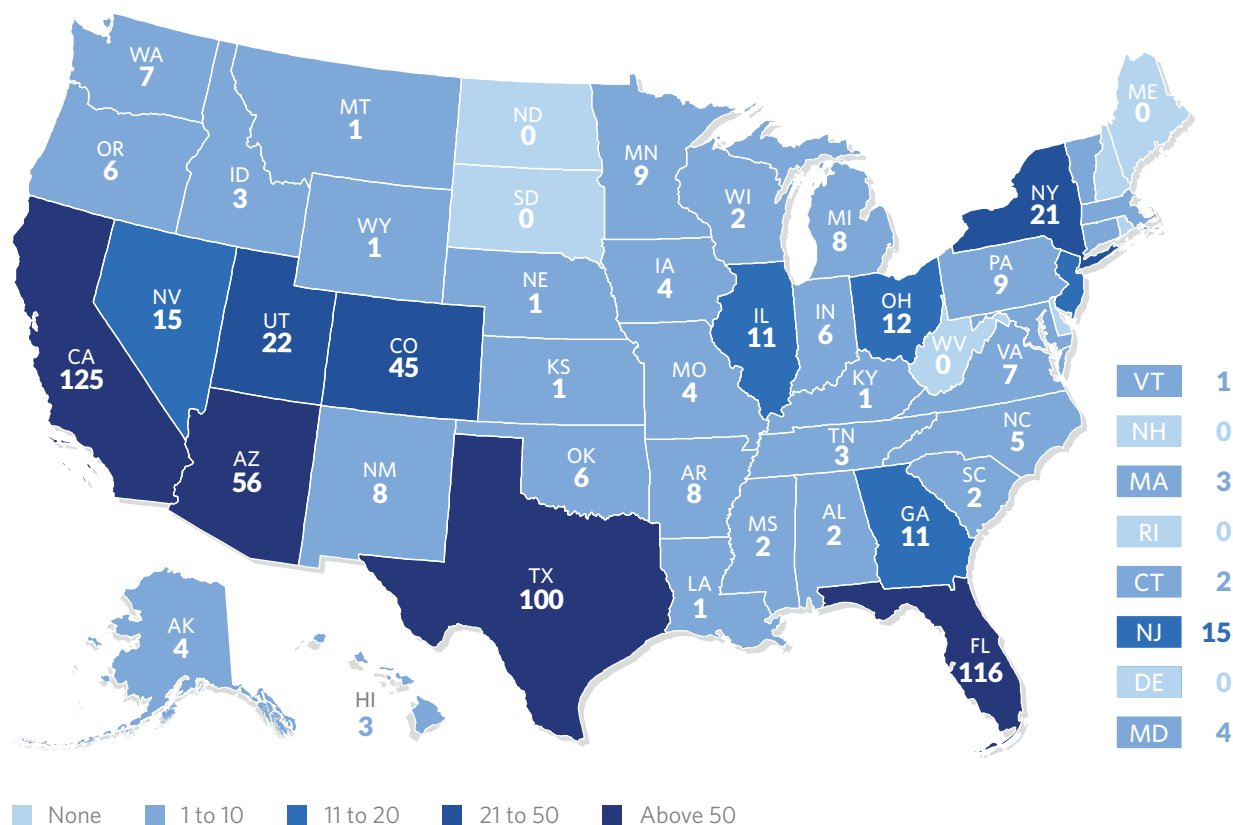 WA
7
OR
6
CA
125
NV
15
ID
3
MT
1
WY
1
UT
22
CO
45
AZ
56
NM
8
ND
0
SD
0
NE
1
KS
1
OK
6
TX
100
MN
9
IA
4
MO
4
AR
8
LA
1
WI
2
IL
11
MI
8
IN
6
OH
12
KY
1
TN
3
MS
2
AL
2
GA
11
FL
116
SC
2
NC
5
VA
7
WV
0
PA
9
NY
21
ME
0
AK
4
HI
3
VT 1
NH 0
MA 3
RI 0
CT 2
NJ 15
DE 0
MD 4
None 1 to 10 11 to 20 21 to 50 Above 50